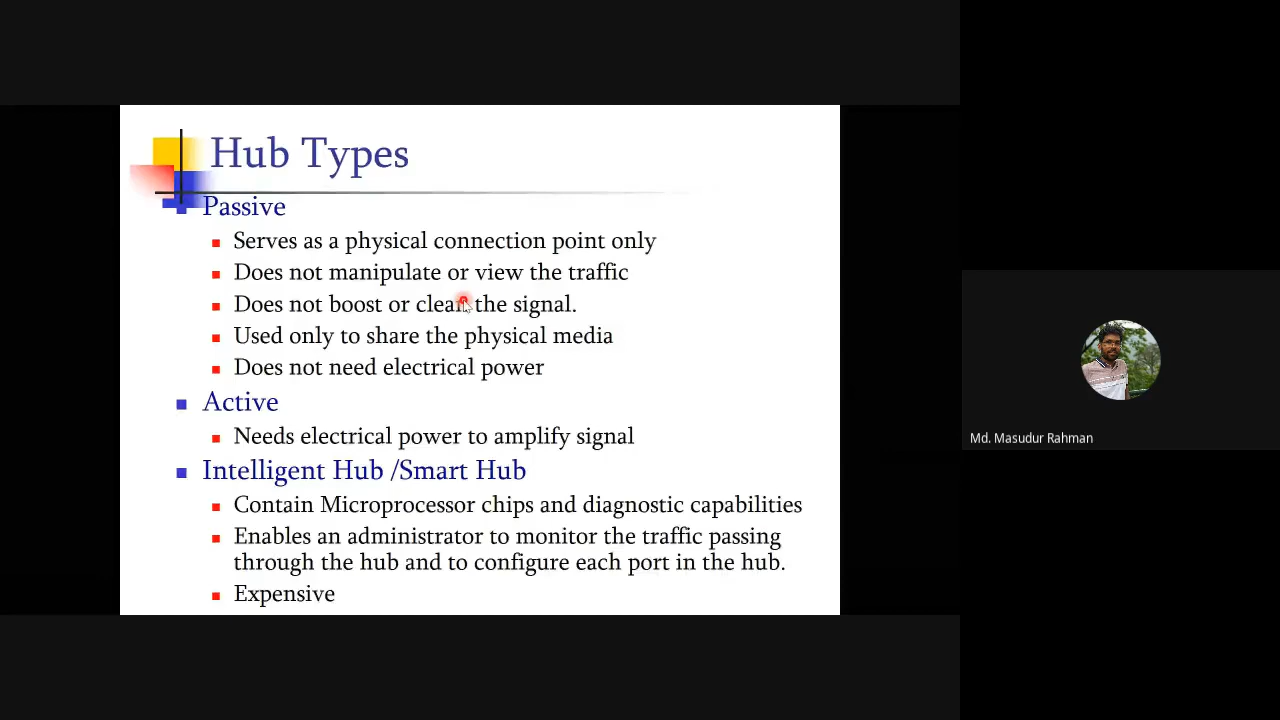 Hub Types
Passive
Serves as a physical connection point only
Does not manipulate or view the traffic
Does not boost or clean the signal.
Used only to share the physical media
Does not need electrical power
Active
Needs electrical power to amplify signal
Intelligent Hub /Smart Hub
Contain Microprocessor chips and diagnostic capabilities
Enables an administrator to monitor the traffic passing
through the hub and to configure each port in the hub.
Expensive
Md. Masudur Rahman